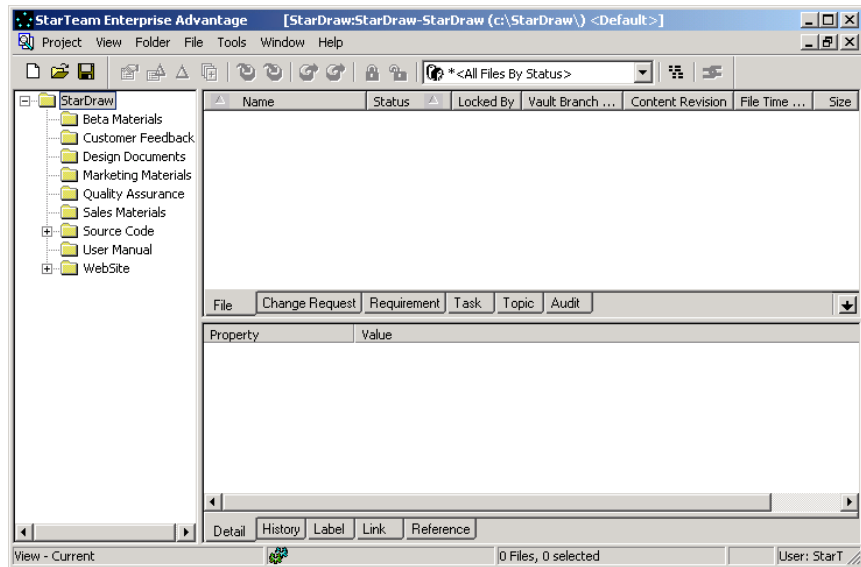 StarTeam Enterprise Advantage [StarDraw:StarDraw-StarDraw (c:\StarDraw\) <Default>]
Project View Folder File Tools Window Help
*<All Files By Status>
StarDraw
Beta Materials
Customer Feedback
Design Documents
Marketing Materials
Quality Assurance
Sales Materials
Source Code
User Manual
WebSite
Name Status Locked By Vault Branch ... Content Revision File Time ... Size
File Change Request Requirement Task Topic Audit
Property Value
Detail History Label Link Reference
View - Current 0 Files, 0 selected User: StarT